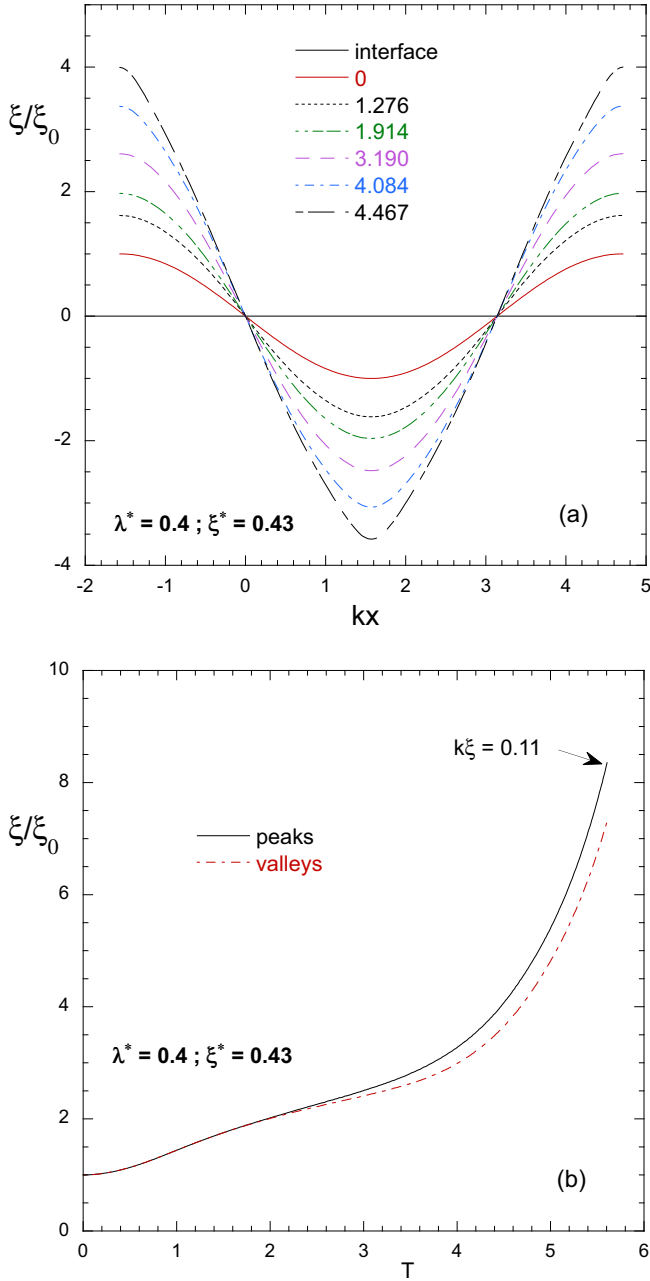 4
interface
ξ/ξ0
0
1.276
2
1.914
3.190
4.084
4.467
0
-2
λ* = 0.4 ; ξ* = 0.43
(a)
-4
-2 -1 0 1 2 3 4 5
kx
10
kξ = 0.11
8
ξ/ξ0
peaks
valleys
6
4
λ* = 0.4 ; ξ* = 0.43
2
(b)
0
0 1 2 3 4 5 6
T